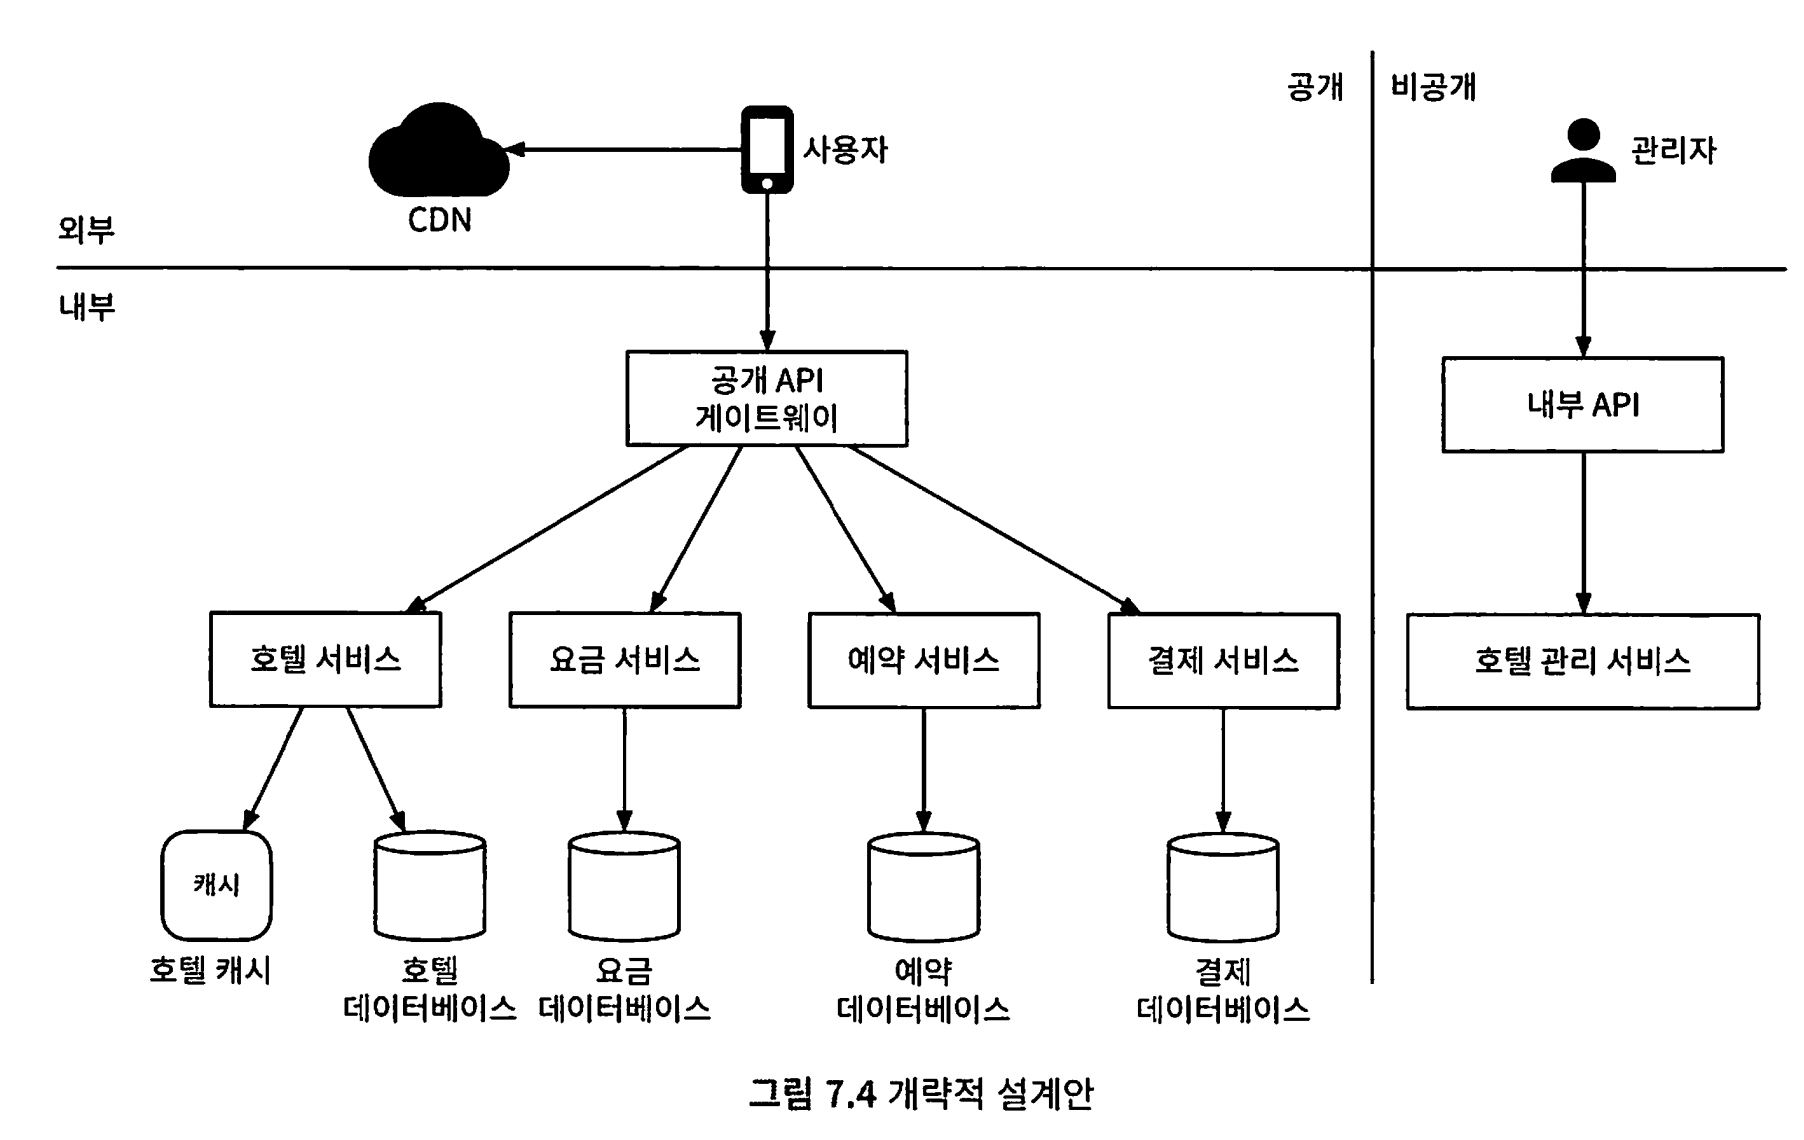 공개
비공개
사용자
관리자
CDN
외부
내부
공개 API
게이트웨이
내부 API
호텔 서비스
요금 서비스
예약 서비스
결제 서비스
호텔 관리 서비스
캐시
호텔 캐시
호텔
데이터베이스
요금
데이터베이스
예약
데이터베이스
결제
데이터베이스
그림 7.4 개략적 설계안